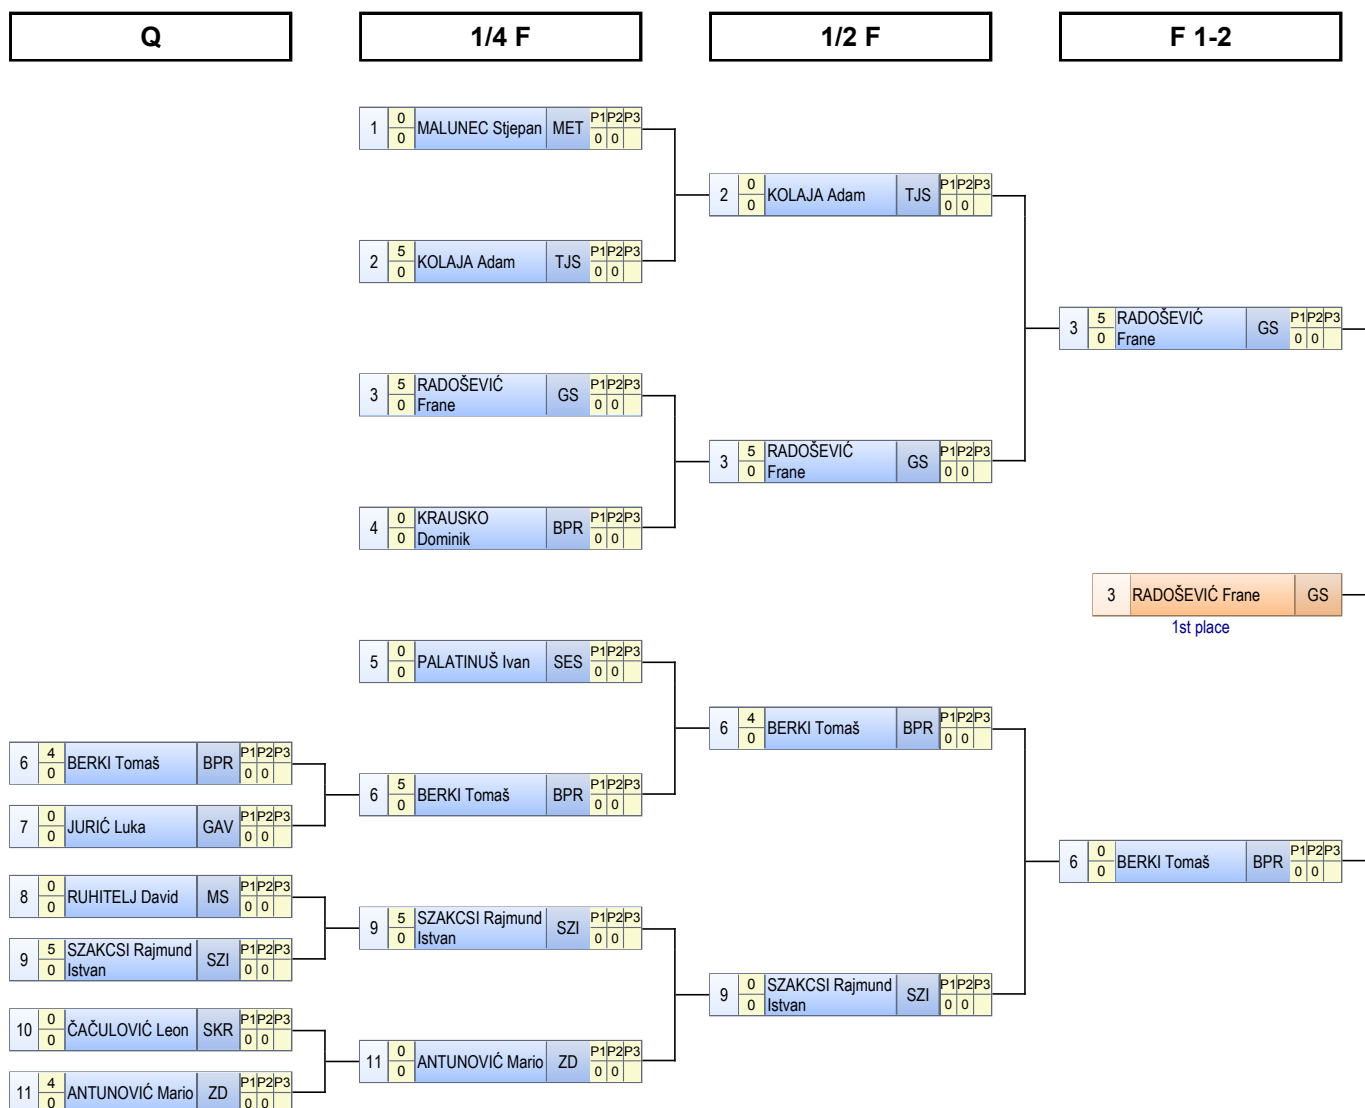 Q
1/4 F
1/2 F
F 1-2
1 0 MALUNEC Stjepan MET P1 P2 P3
0 0 0
2 0 KOLAJA Adam TJS P1 P2 P3
0 0 0
2 5 KOLAJA Adam TJS P1 P2 P3
0 0 0
3 5 RADOŠEVIĆ GS P1 P2 P3
0 Frane 0 0
3 5 RADOŠEVIĆ GS P1 P2 P3
0 Frane 0 0
3 5 RADOŠEVIĆ GS P1 P2 P3
0 Frane 0 0
4 0 KRAUSKO BPR P1 P2 P3
0 Dominik 0 0
3 RADOŠEVIĆ Frane GS
1st place
5 0 PALATINUŠ Ivan SES P1 P2 P3
0 0 0
6 4 BERKI Tomaš BPR P1 P2 P3
0 0 0
6 4 BERKI Tomaš BPR P1 P2 P3
0 0 0
6 5 BERKI Tomaš BPR P1 P2 P3
0 0 0
7 0 JURIĆ Luka GAV P1 P2 P3
0 0 0
6 0 BERKI Tomaš BPR P1 P2 P3
0 0 0
8 0 RUHITELJ David MS P1 P2 P3
0 0 0
9 5 SZAKCSI Rajmund SZI P1 P2 P3
0 Istvan 0 0
9 5 SZAKCSI Rajmund SZI P1 P2 P3
0 Istvan 0 0
9 0 SZAKCSI Rajmund SZI P1 P2 P3
0 Istvan 0 0
10 0 ČAČULOVIĆ Leon SKR P1 P2 P3
0 0 0
11 0 ANTUNOVIĆ Mario ZD P1 P2 P3
0 0 0
11 4 ANTUNOVIĆ Mario ZD P1 P2 P3
0 0 0